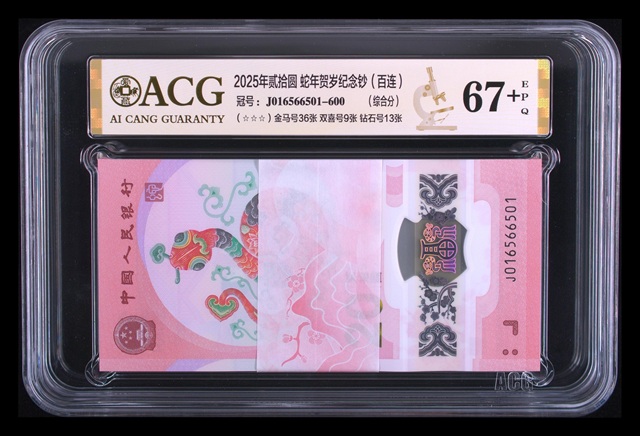 ACG
AI CANG GUARANTY
2025年贰拾圆 蛇年贺岁纪念钞(百连)
冠号:J016566501-600 (综合分)
(☆☆☆)金马号36张 双喜号9张 钻石号13张
67+
EPQ
中国人民银行
J016566501
ACG